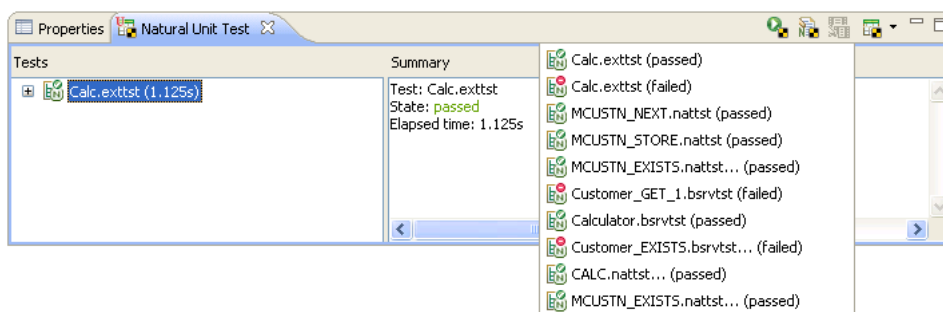 Properties
Natural Unit Test
Tests
Calc.exttst (1.125s)
Summary
Test: Calc.exttst
State: passed
Elapsed time: 1.125s
Calc.exttst (passed)
Calc.exttst (failed)
MCUSTN_NEXT.nattst (passed)
MCUSTN_STORE.nattst (passed)
MCUSTN_EXISTS.nattst... (passed)
Customer_GET_1.bsrvtst (failed)
Calculator.bsrvtst (passed)
Customer_EXISTS.bsrvtst... (failed)
CALC.nattst... (passed)
MCUSTN_EXISTS.nattst... (passed)